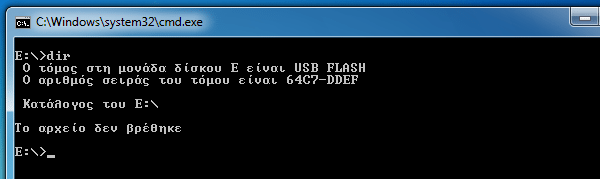 C:\Windows\system32\cmd.exe
E:\>dir
Ο τόμος στη μονάδα δίσκου E είναι USB FLASH
Ο αριθμός σειράς του τόμου είναι 64C7-DDEF
Κατάλογος του E:\
Το αρχείο δεν βρέθηκε
E:\>_